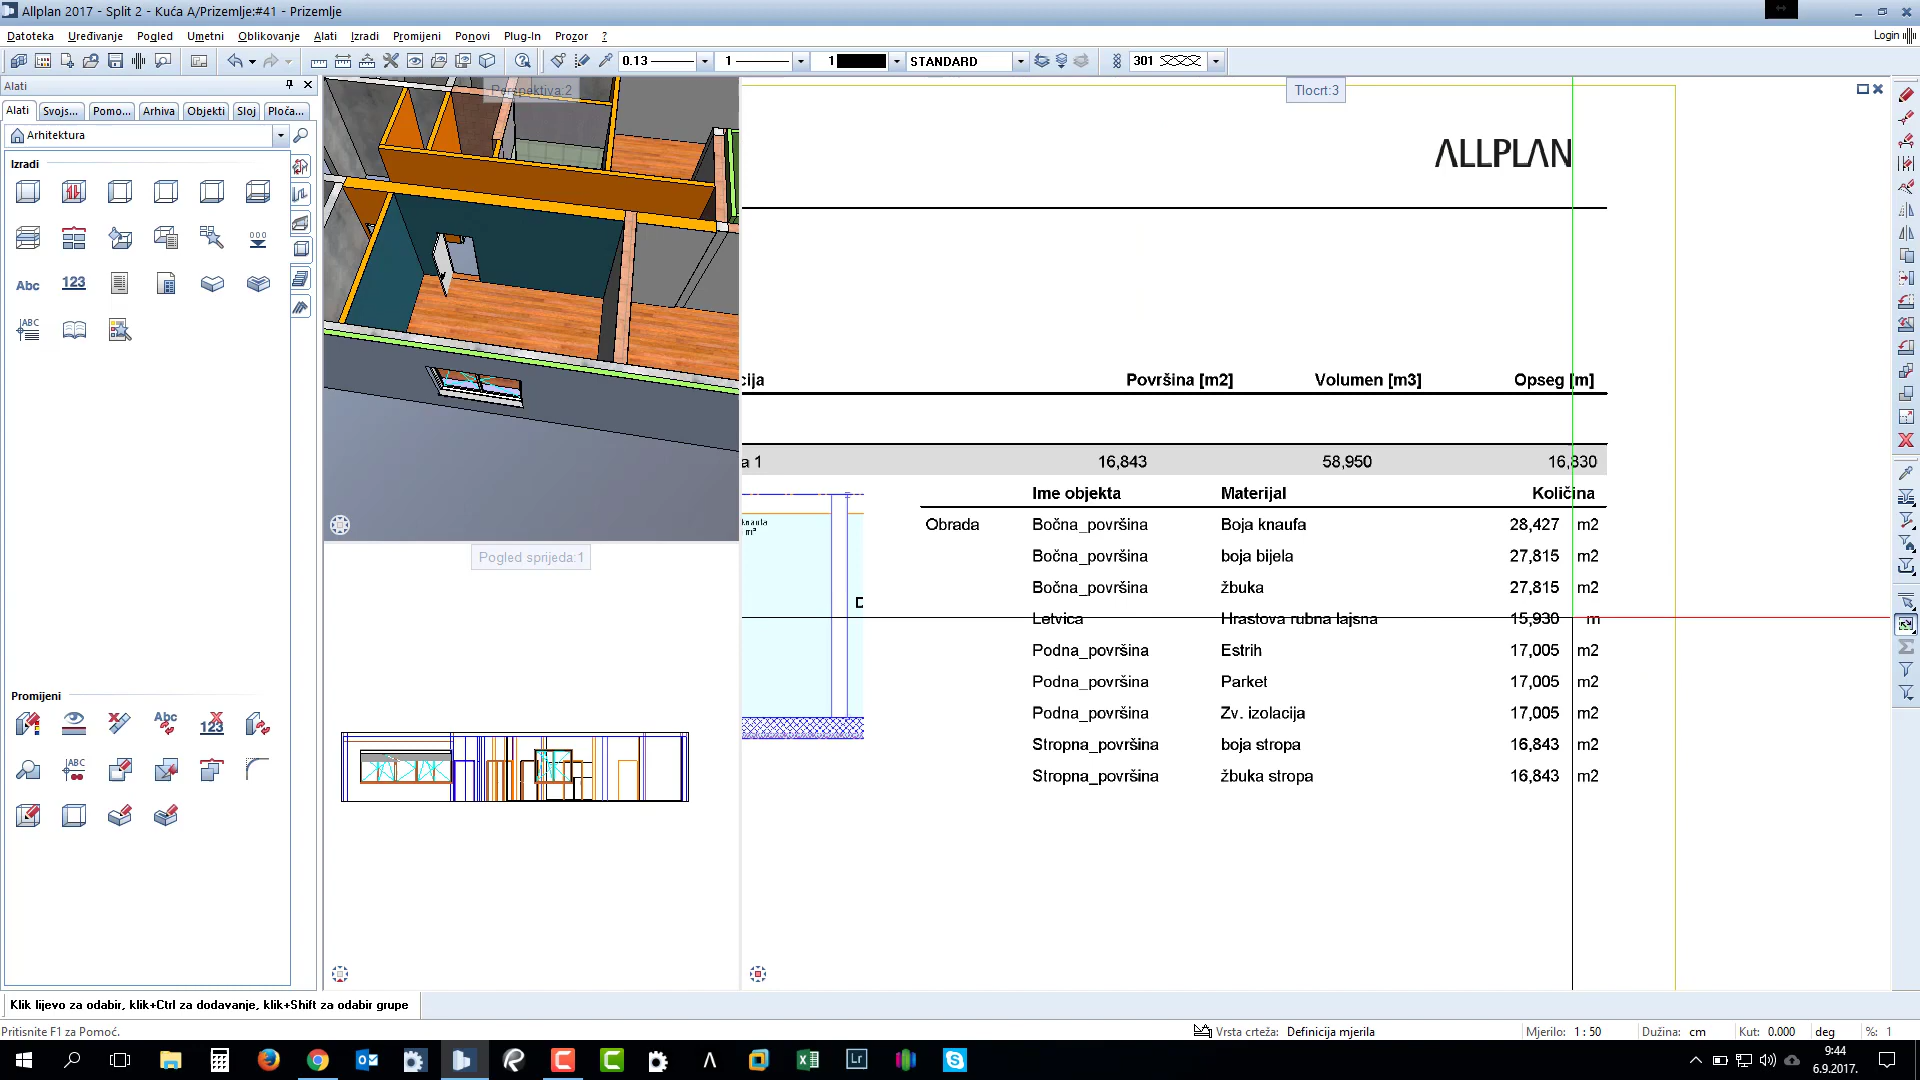 Allplan 2017 - Split 2 - Kuća A/Prizemlje:#41 - Prizemlje
Datoteka Uređivanje Pogled Umetni Oblikovanje Alati Izradi Promijeni Ponovi Plug-In Prozor ?
Login
0.13 1 1 STANDARD 301
Alati
Alati Svojs... Pomo... Arhiva Objekti Sloj Ploča...
Arhitektura
Izradi
Abc 123
ABC
Promijeni
Abc 123
ABC
Perspektiva:2
Pogled sprijeda:1
Tlocrt:3
ALLPLAN
cija Površina [m2] Volumen [m3] Opseg [m]
a 1 16,843 58,950 16,830
Ime objekta Materijal Količina
Obrada Bočna_površina Boja knaufa 28,427 m2
Bočna_površina boja bijela 27,815 m2
Bočna_površina žbuka 27,815 m2
Letvica Hrastova rubna lajsna 15,930 m
Podna_površina Estrih 17,005 m2
Podna_površina Parket 17,005 m2
Podna_površina Zv. izolacija 17,005 m2
Stropna_površina boja stropa 16,843 m2
Stropna_površina žbuka stropa 16,843 m2
knaufa
m²
Klik lijevo za odabir, klik+Ctrl za dodavanje, klik+Shift za odabir grupe
Pritisnite F1 za Pomoć. Vrsta crteža: Definicija mjerila Mjerilo: 1 : 50 Dužina: cm Kut: 0.000 deg %: 1
Lr
9:44
6.9.2017.